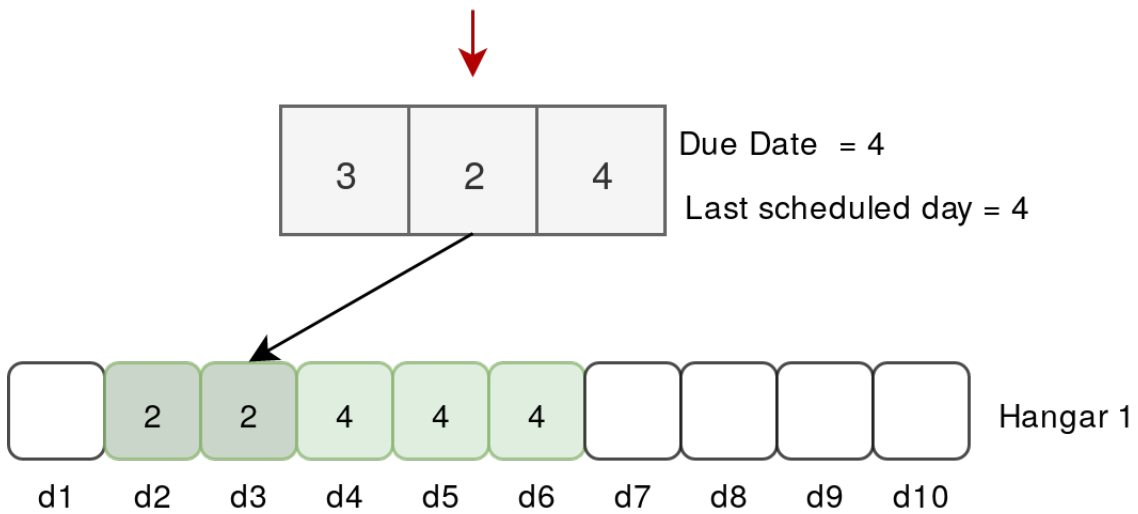 3 2 4
Due Date = 4
Last scheduled day = 4
2 2 4 4 4
Hangar 1
d1 d2 d3 d4 d5 d6 d7 d8 d9 d10